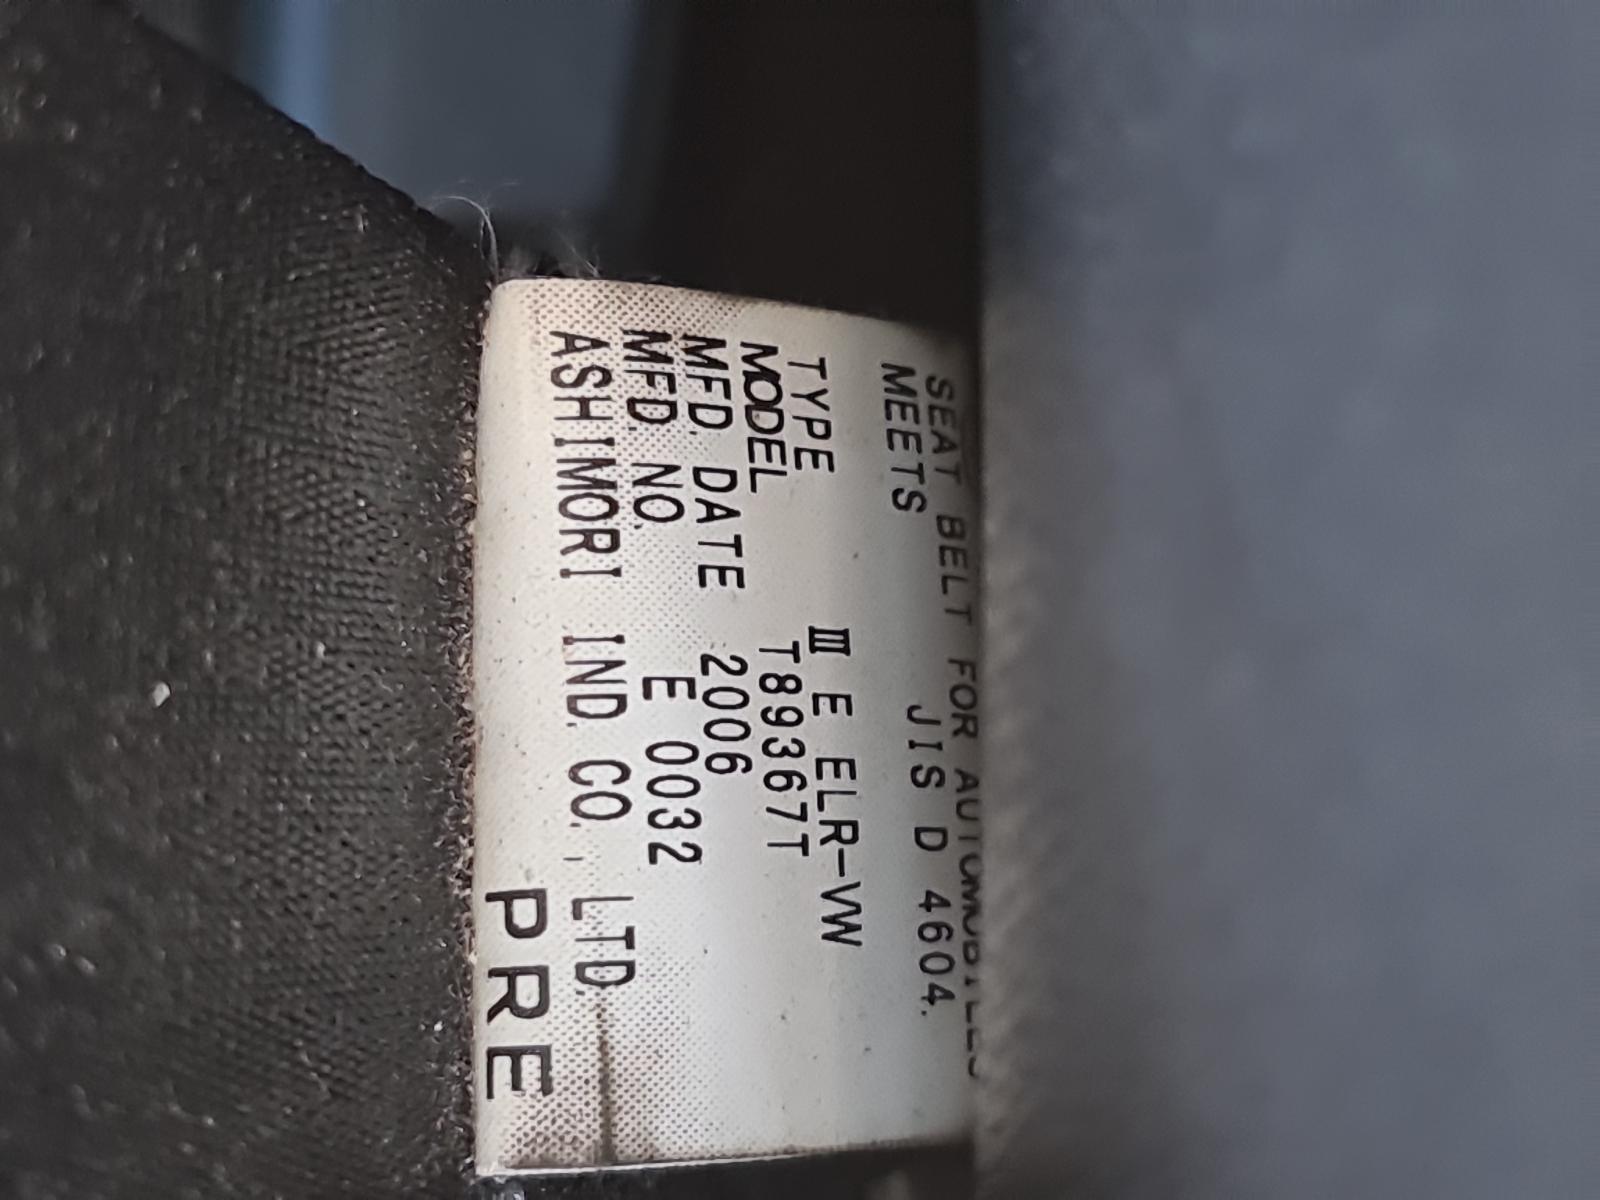 SEAT BELT FOR AUTOMOBILES
MEETS JIS D 4604.
TYPE Ⅲ E ELR-VW
MODEL T89367T
MFD. DATE 2006
MFD. NO. E 0032
ASHIMORI IND. CO., LTD.
PRE